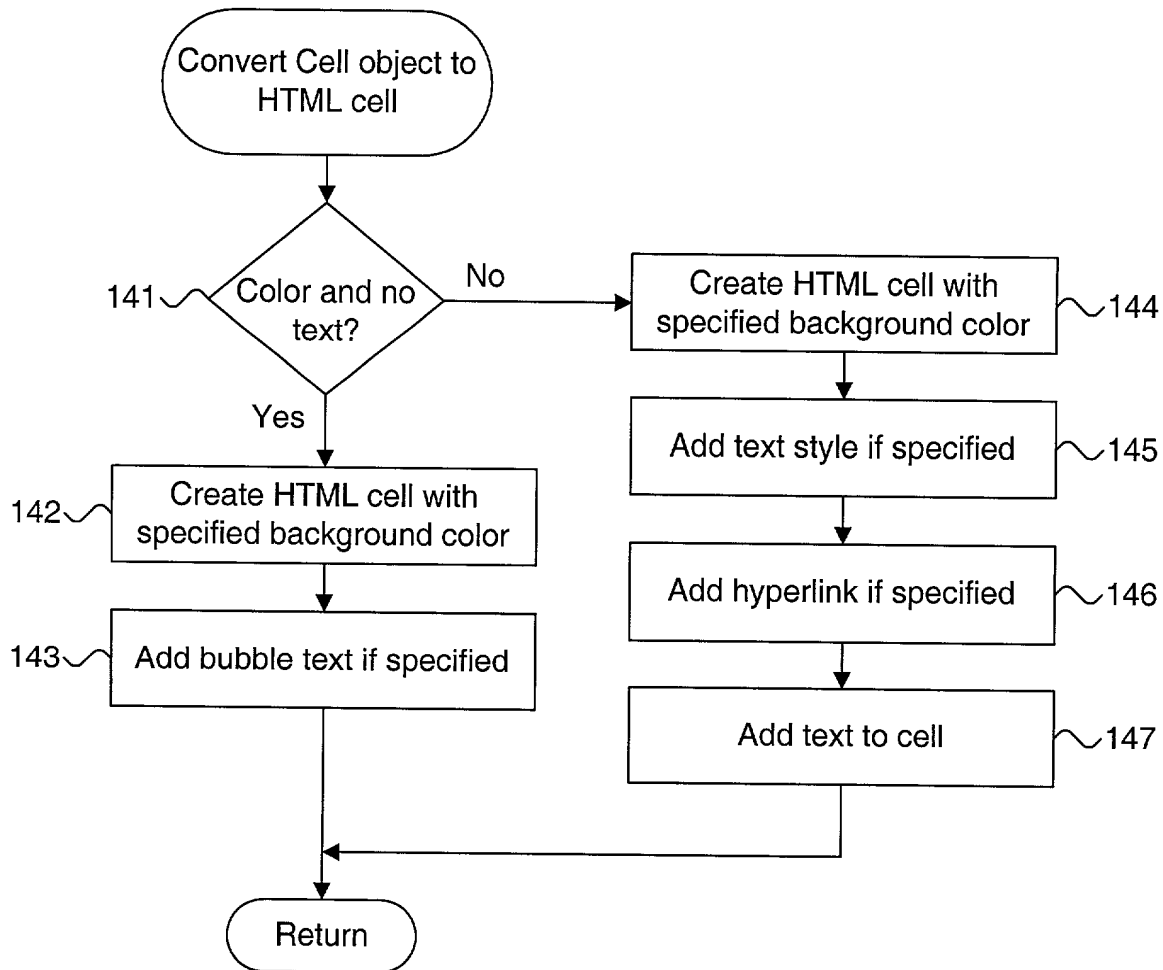 Convert Cell object to
HTML cell
141
Color and no
text?
No
Yes
142
Create HTML cell with
specified background color
143
Add bubble text if specified
Create HTML cell with
specified background color
144
Add text style if specified
145
Add hyperlink if specified
146
Add text to cell
147
Return